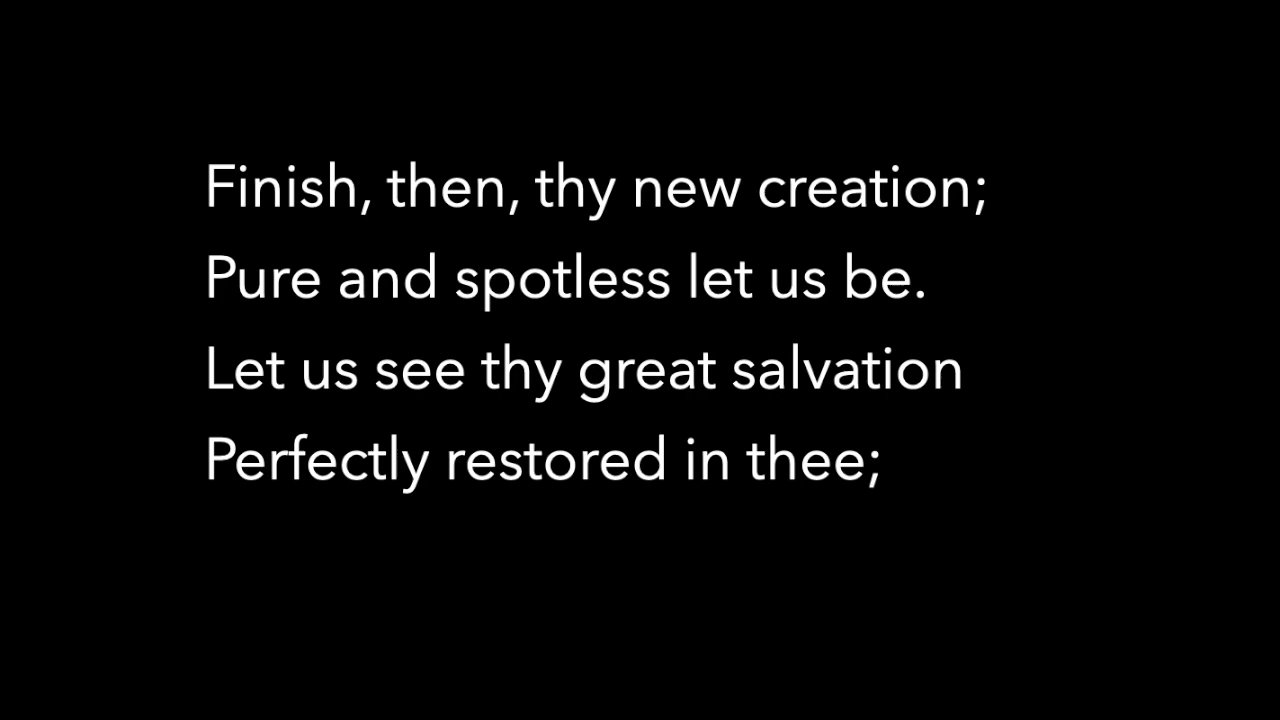 Finish, then, thy new creation;
Pure and spotless let us be.
Let us see thy great salvation
Perfectly restored in thee;